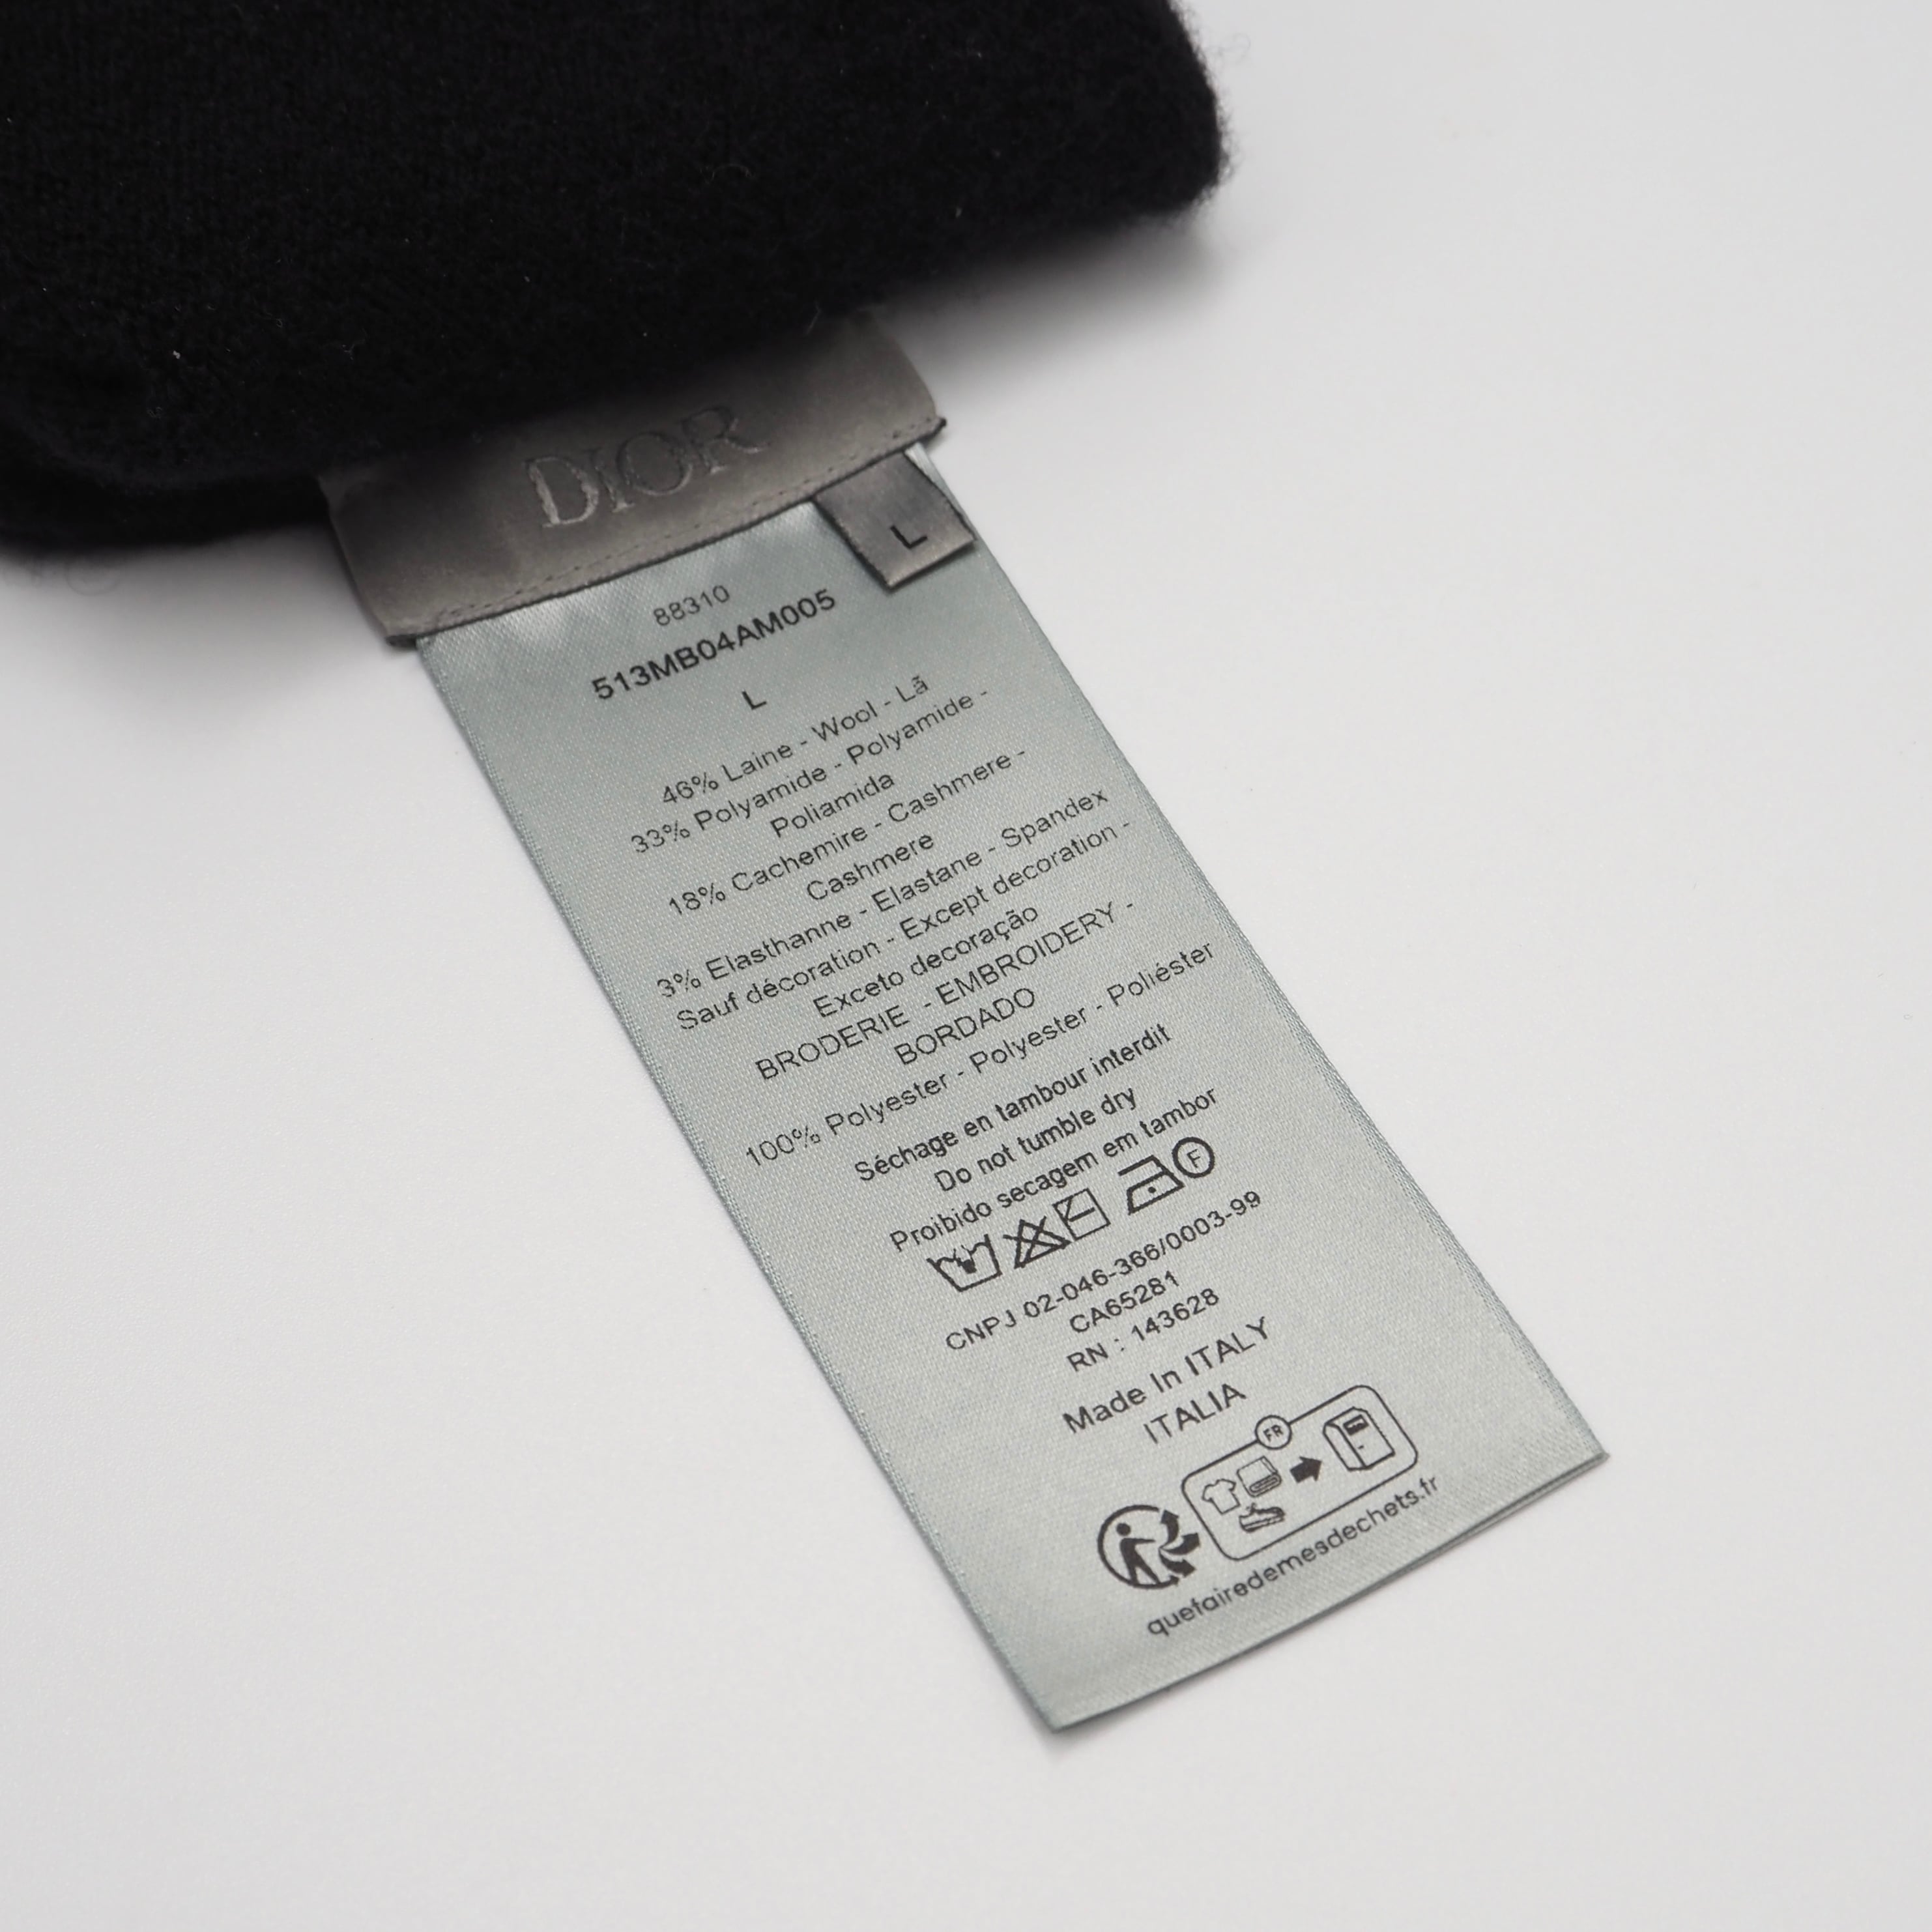 DIOR
L
88310
513MB04AM005
L
46% Laine - Wool - Lã
33% Polyamide - Polyamide -
Poliamida
18% Cachemire - Cashmere -
Cashmere
3% Elasthanne - Elastane - Spandex
Sauf décoration - Except decoration -
Exceto decoração
BRODERIE - EMBROIDERY -
BORDADO
100% Polyester - Polyester - Poliéster
Séchage en tambour interdit
Do not tumble dry
Proibido secagem em tambor
F
CNPJ 02-046-366/0003-99
CA65281
RN : 143628
Made In ITALY
ITALIA
FR
quefairedemesdechets.fr